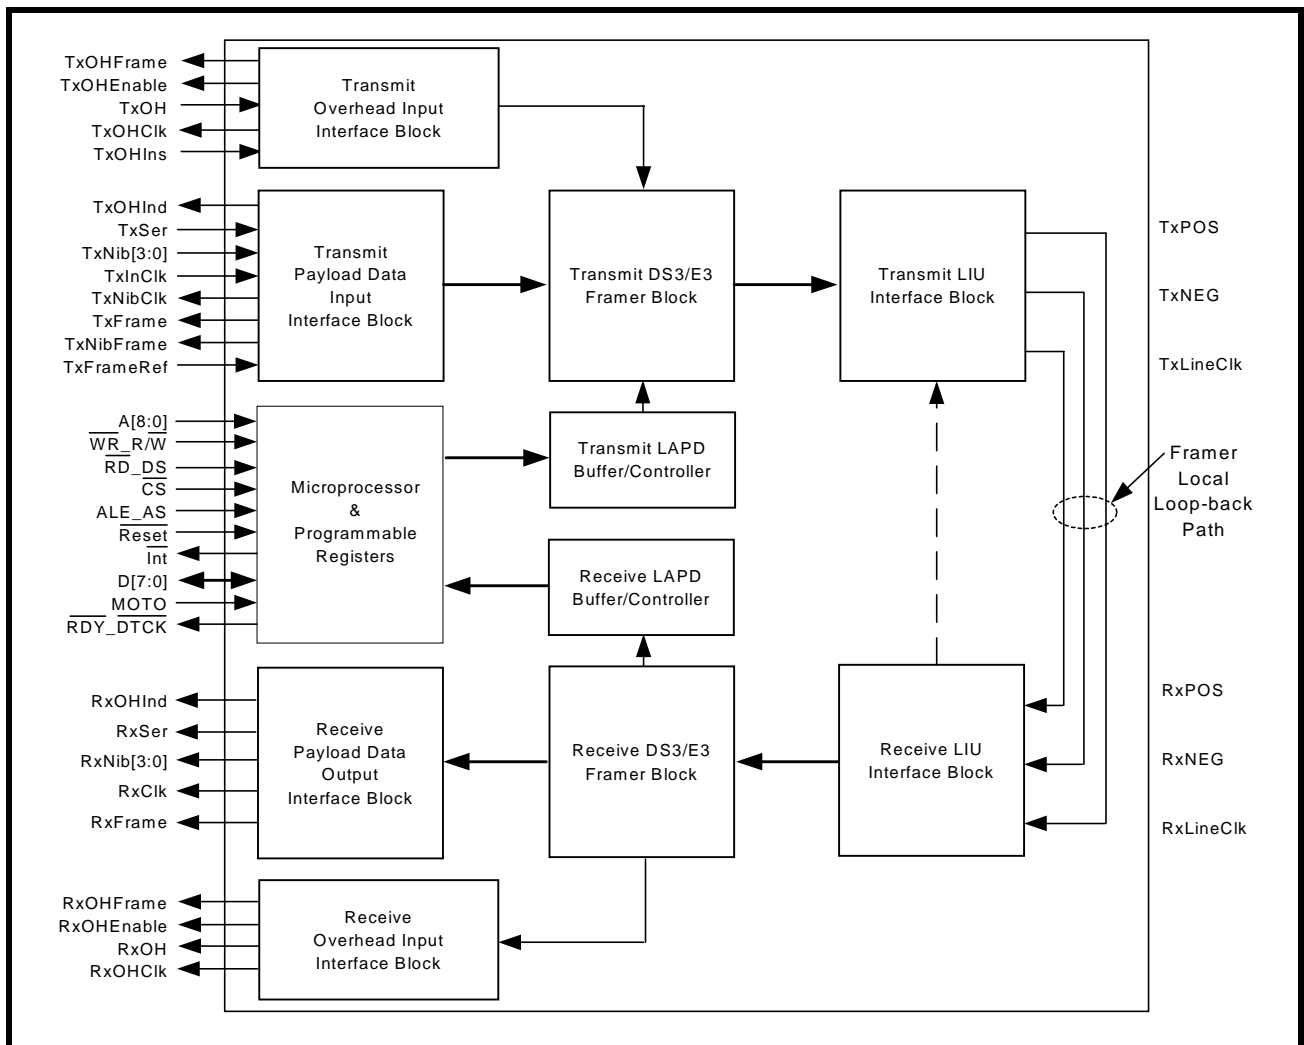 TxOHFrame
TxOHEnable
TxOH
TxOHClk
TxOHIns
Transmit
Overhead Input
Interface Block
TxOHInd
TxSer
TxNib[3:0]
TxInClk
TxNibClk
TxFrame
TxNibFrame
TxFrameRef
Transmit
Payload Data
Input
Interface Block
Transmit DS3/E3
Framer Block
Transmit LIU
Interface Block
TxPOS
TxNEG
TxLineClk
A[8:0]
WR_R/W
RD_DS
CS
ALE_AS
Reset
Int
D[7:0]
MOTO
RDY_DTCK
Microprocessor
&
Programmable
Registers
Transmit LAPD
Buffer/Controller
Receive LAPD
Buffer/Controller
Framer
Local
Loop-back
Path
RxOHInd
RxSer
RxNib[3:0]
RxClk
RxFrame
Receive
Payload Data
Output
Interface Block
Receive DS3/E3
Framer Block
Receive LIU
Interface Block
RxPOS
RxNEG
RxLineClk
RxOHFrame
RxOHEnable
RxOH
RxOHClk
Receive
Overhead Input
Interface Block